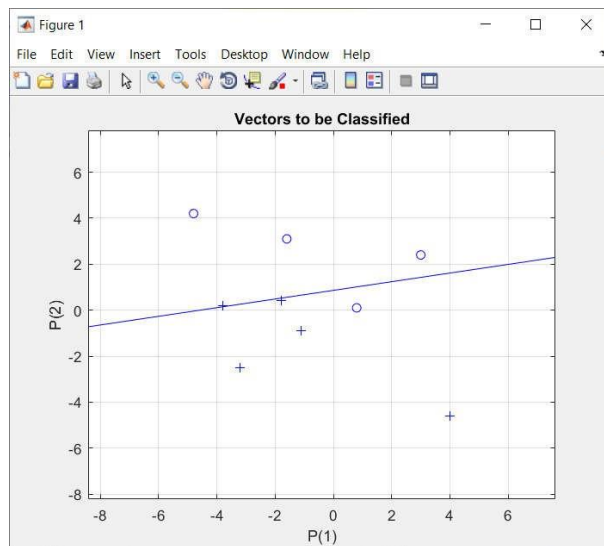 Figure 1
File Edit View Insert Tools Desktop Window Help
Vectors to be Classified
6
4
2
0
-2
-4
-6
-8
P(2)
-8 -6 -4 -2 0 2 4 6
P(1)